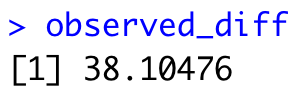 > observed_diff
[1] 38.10476